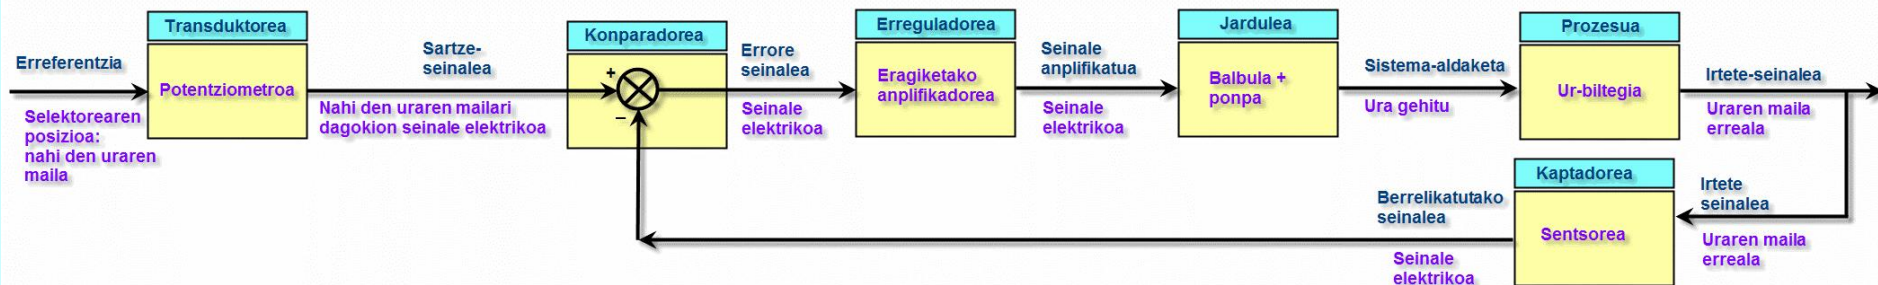 Transduktorea
Konparadorea
Erreguladorea
Jardulea
Prozesua
Erreferentzia
Selektorearen
posizioa:
nahi den uraren
maila
Potentziometroa
Sartze-
seinalea
Nahi den uraren mailari
dagokion seinale elektrikoa
+
–
Errore
seinalea
Seinale
elektrikoa
Eragiketako
anplifikadorea
Seinale
anplifikatua
Seinale
elektrikoa
Balbula +
ponpa
Sistema-aldaketa
Ura gehitu
Ur-biltegia
Irtete-seinalea
Uraren maila
erreala
Kaptadorea
Irtete
seinalea
Uraren maila
erreala
Sentsorea
Berrelikatutako
seinalea
Seinale
elektrikoa